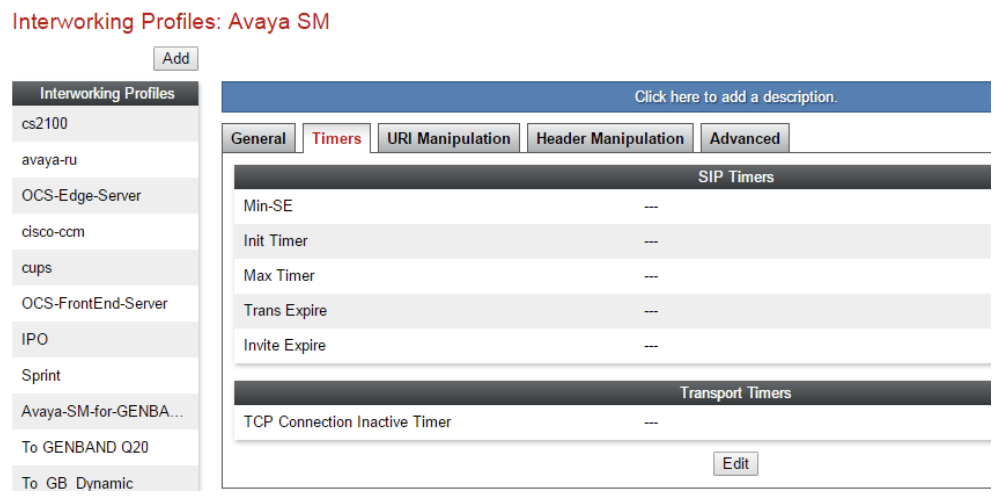 Interworking Profiles: Avaya SM
Add
Interworking Profiles
cs2100
avaya-ru
OCS-Edge-Server
cisco-ccm
cups
OCS-FrontEnd-Server
IPO
Sprint
Avaya-SM-for-GENBA...
To GENBAND Q20
To GB Dynamic
Click here to add a description.
General Timers URI Manipulation Header Manipulation Advanced
SIP Timers
Min-SE ---
Init Timer ---
Max Timer ---
Trans Expire ---
Invite Expire ---
Transport Timers
TCP Connection Inactive Timer ---
Edit